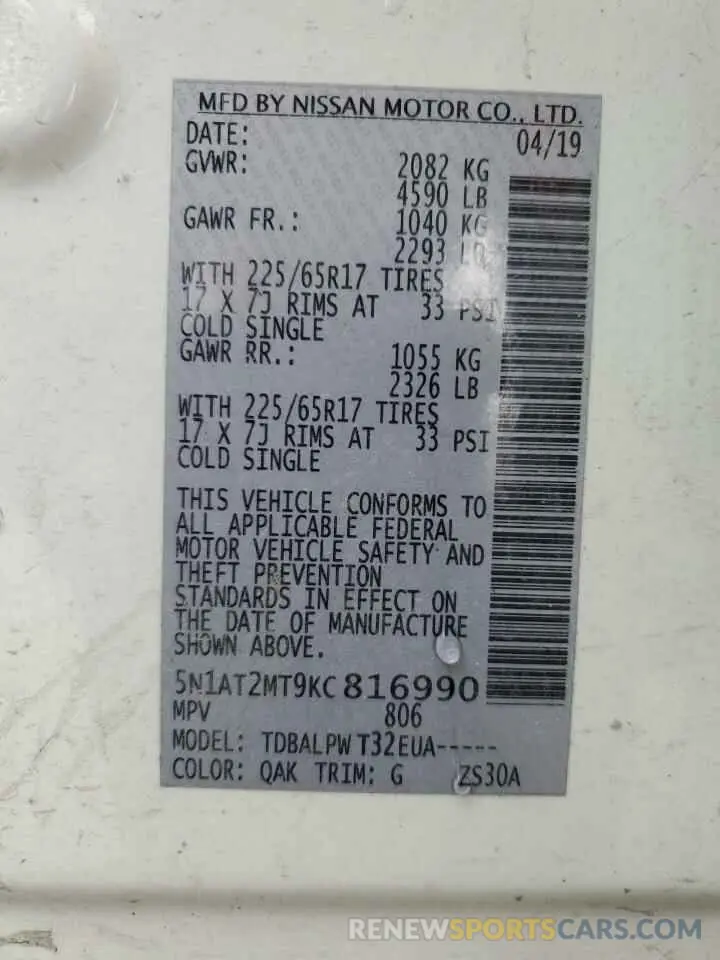 MFD BY NISSAN MOTOR CO., LTD.
DATE: 04/19
GVWR: 2082 KG
4590 LB
GAWR FR.: 1040 KG
2293 LB
WITH 225/65R17 TIRES
17 X 7J RIMS AT 33 PSI
COLD SINGLE
GAWR RR.: 1055 KG
2326 LB
WITH 225/65R17 TIRES
17 X 7J RIMS AT 33 PSI
COLD SINGLE
THIS VEHICLE CONFORMS TO
ALL APPLICABLE FEDERAL
MOTOR VEHICLE SAFETY AND
THEFT PREVENTION
STANDARDS IN EFFECT ON
THE DATE OF MANUFACTURE
SHOWN ABOVE.
5N1AT2MT9KC816990
MPV 806
MODEL: TDBALPW T32EUA-----
COLOR: QAK TRIM: G ZS30A
RENEWSPORTSCARS.COM